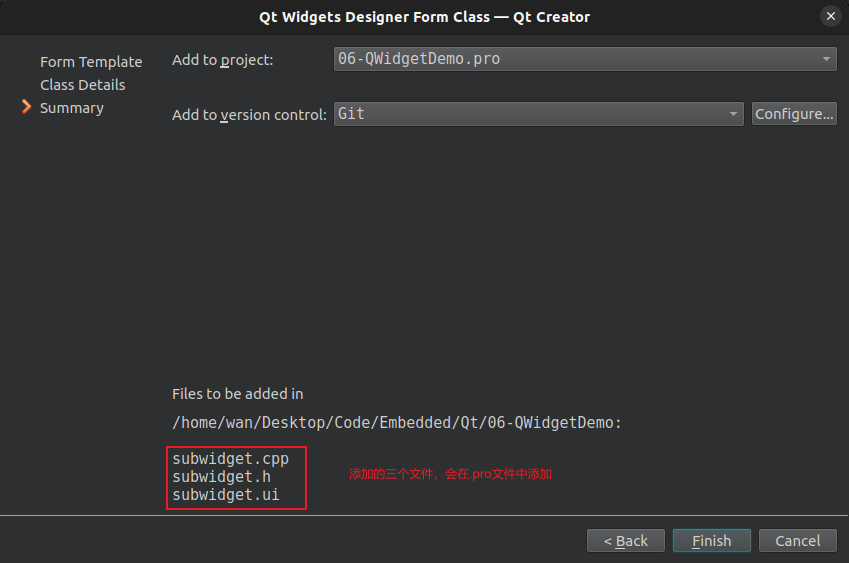 Qt Widgets Designer Form Class — Qt Creator
Form Template
Class Details
Summary
Add to project:
06-QWidgetDemo.pro
Add to version control:
Git
Configure...
Files to be added in
/home/wan/Desktop/Code/Embedded/Qt/06-QWidgetDemo:
subwidget.cpp
subwidget.h
subwidget.ui
添加的三个文件，会在.pro文件中添加
< Back
Finish
Cancel